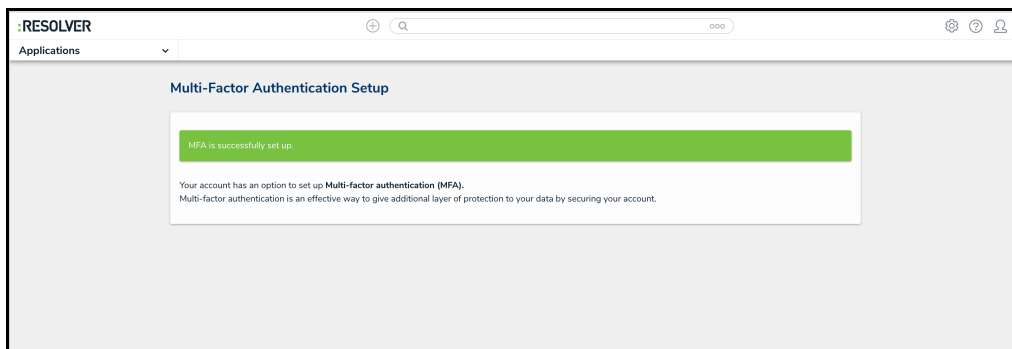 :RESOLVER
Applications
Multi-Factor Authentication Setup
MFA is successfully set up.
Your account has an option to set up Multi-factor authentication (MFA).
Multi-factor authentication is an effective way to give additional layer of protection to your data by securing your account.